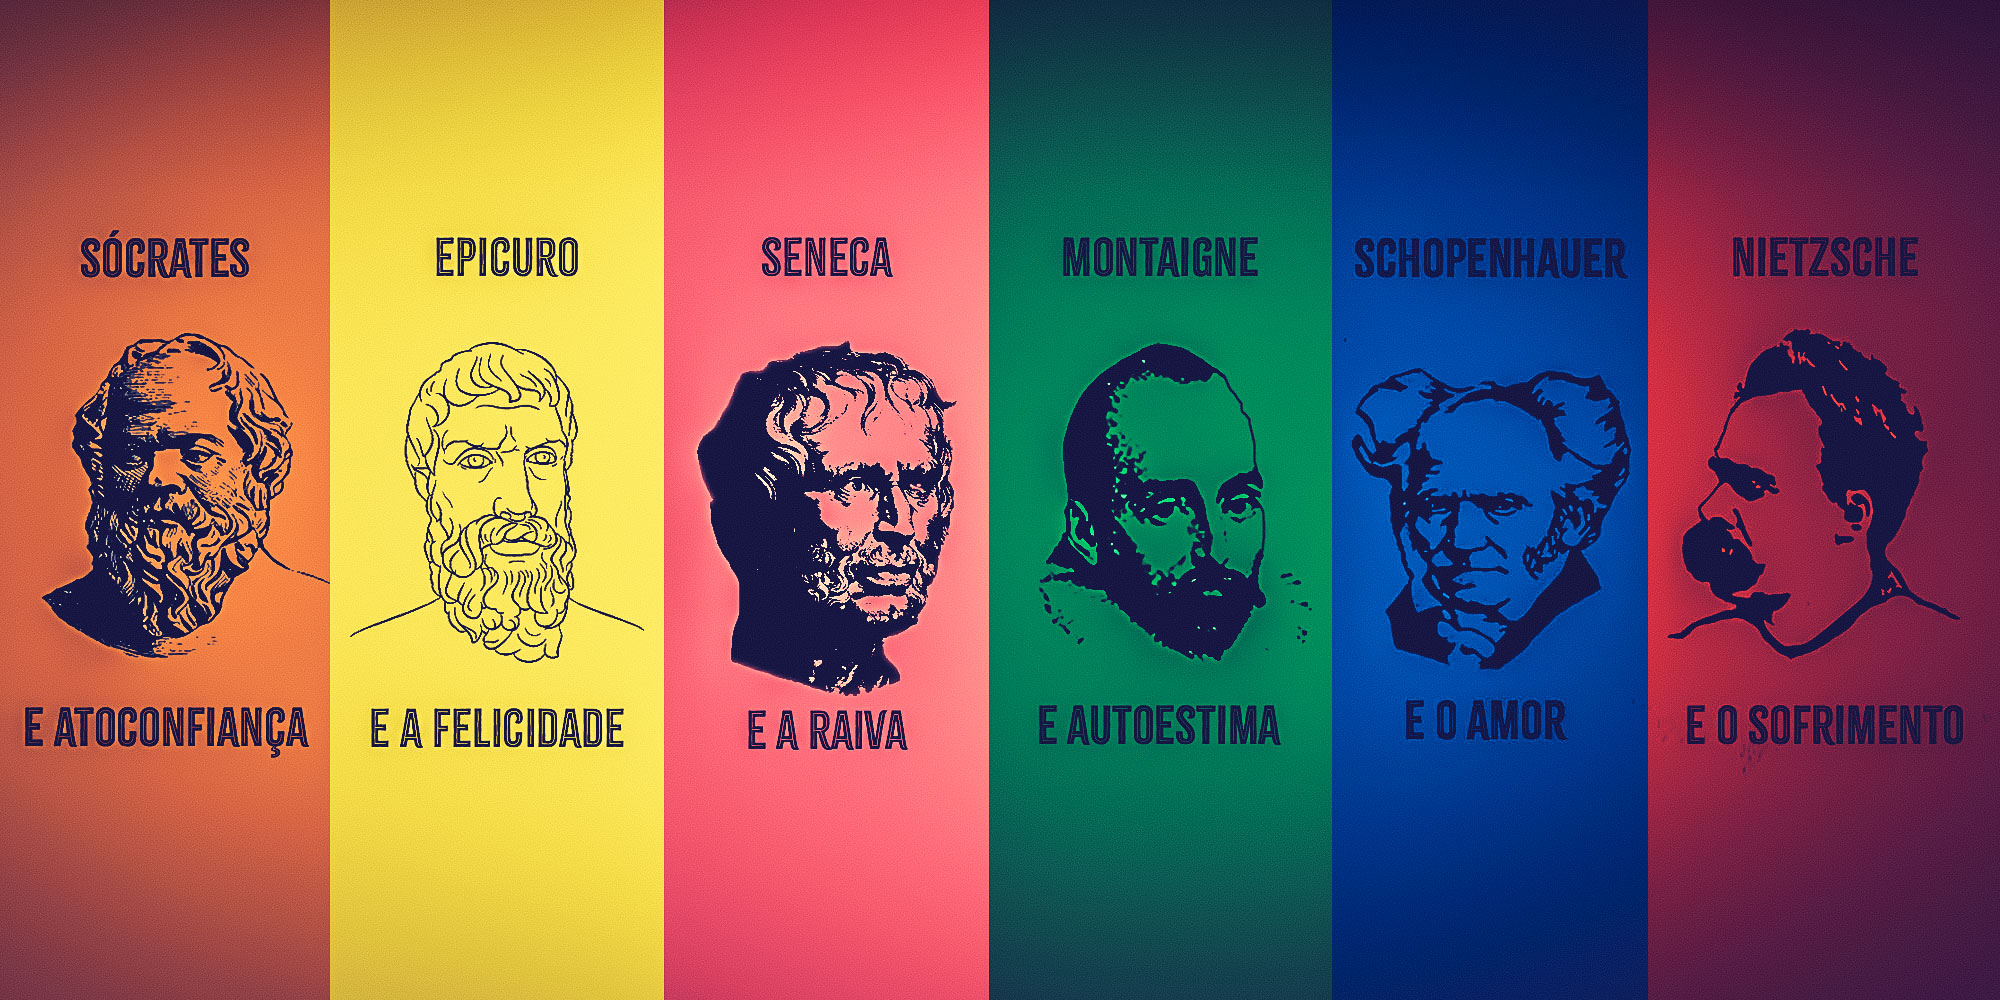 SÓCRATES
E ATOCONFIANÇA
EPICURO
E A FELICIDADE
SENECA
E A RAIVA
MONTAIGNE
E AUTOESTIMA
SCHOPENHAUER
E O AMOR
NIETZSCHE
E O SOFRIMENTO